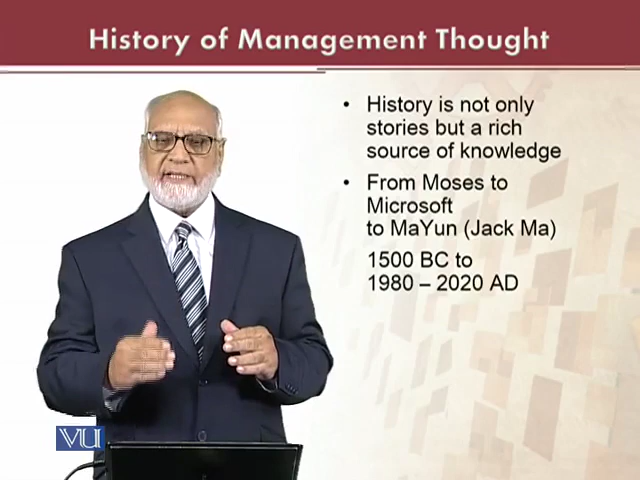 History of Management Thought
• History is not only
stories but a rich
source of knowledge
• From Moses to
Microsoft
to MaYun (Jack Ma)
1500 BC to
1980 – 2020 AD
VU